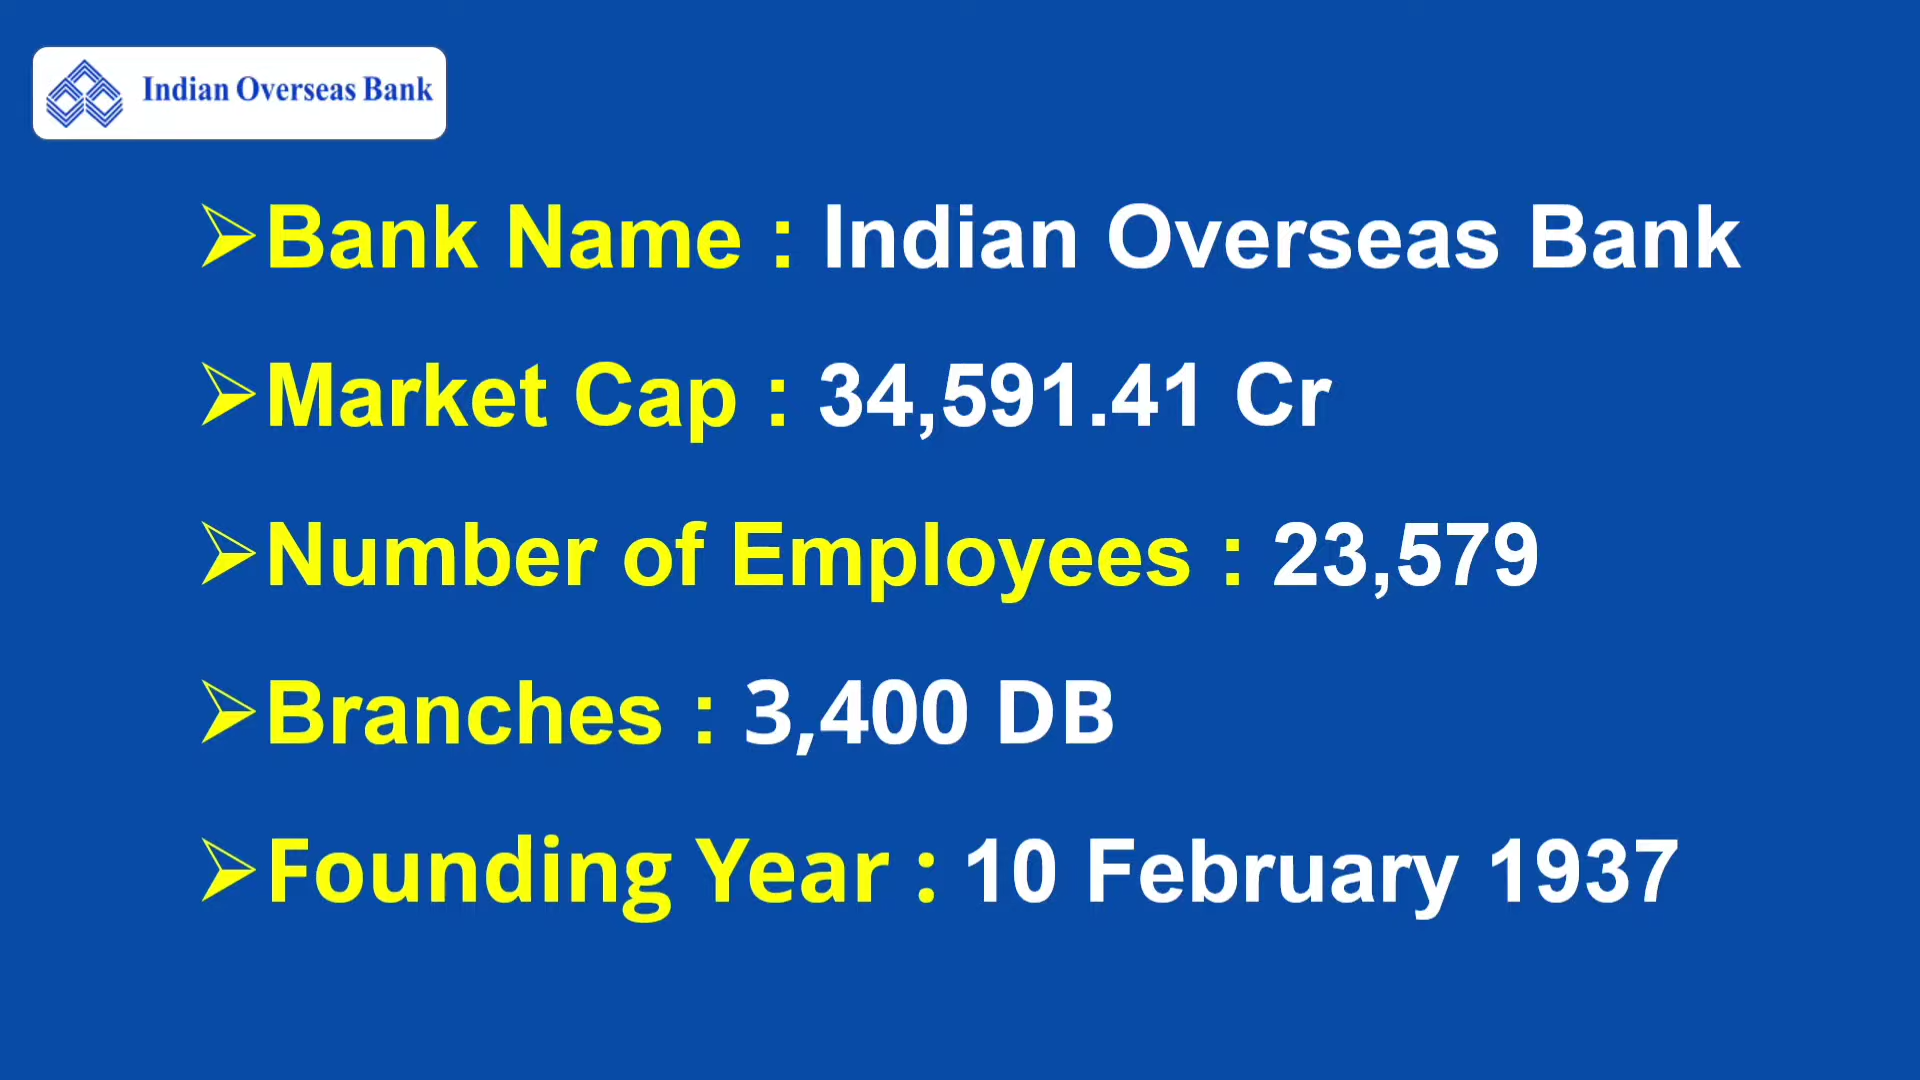 Indian Overseas Bank
➢Bank Name : Indian Overseas Bank
➢Market Cap : 34,591.41 Cr
➢Number of Employees : 23,579
➢Branches : 3,400 DB
➢Founding Year : 10 February 1937